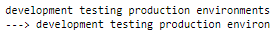 development testing production environments
---> development testing production environ